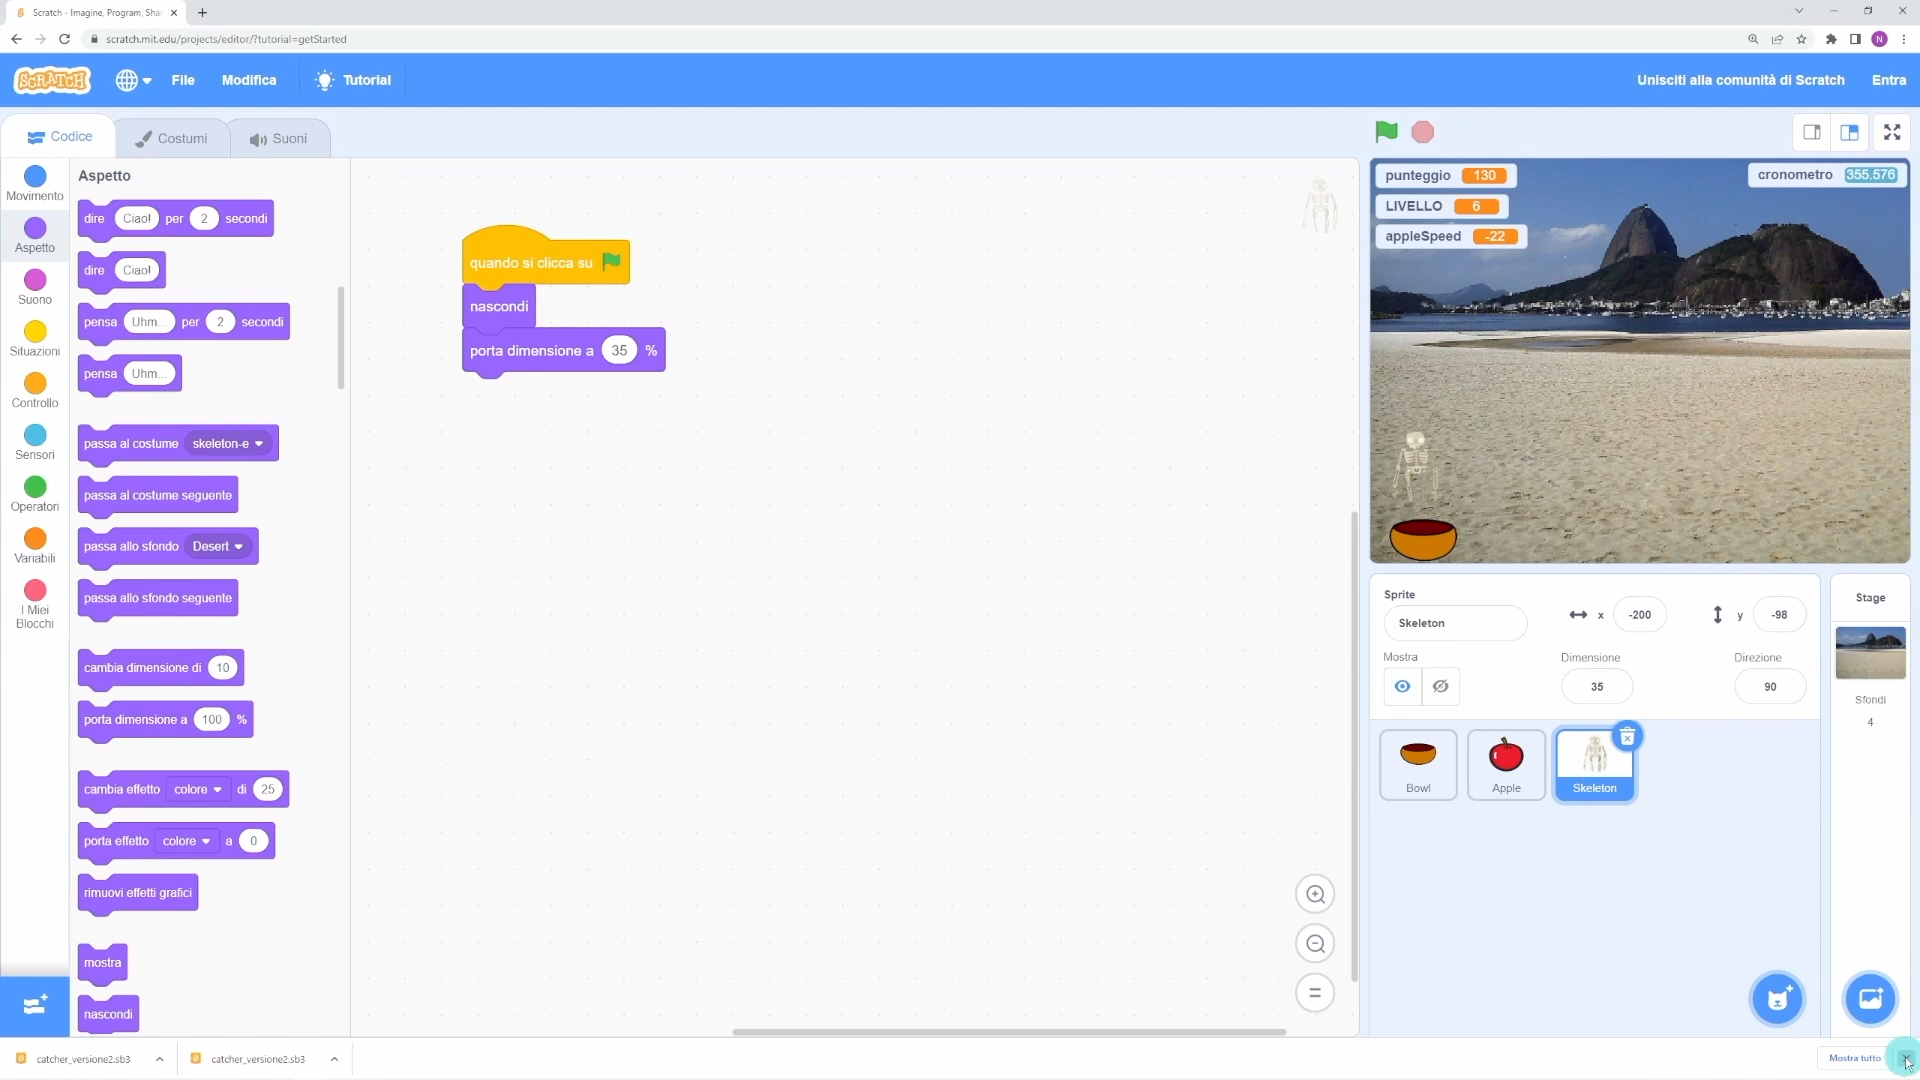 Scratch - Imagine, Program, Sha
scratch.mit.edu/projects/editor/?tutorial=getStarted
N
SCRATCH File Modifica Tutorial Unisciti alla comunità di Scratch Entra
Codice Costumi Suoni
Movimento
Aspetto
Suono
Situazioni
Controllo
Sensori
Operatori
Variabili
I Miei
Blocchi
Aspetto
dire Ciao! per 2 secondi
dire Ciao!
pensa Uhm... per 2 secondi
pensa Uhm...
passa al costume skeleton-e
passa al costume seguente
passa allo sfondo Desert
passa allo sfondo seguente
cambia dimensione di 10
porta dimensione a 100 %
cambia effetto colore di 25
porta effetto colore a 0
rimuovi effetti grafici
mostra
nascondi
quando si clicca su
nascondi
porta dimensione a 35 %
punteggio 130
cronometro 355.576
LIVELLO 6
appleSpeed -22
Sprite
Skeleton
x -200
y -98
Mostra
Dimensione
35
Direzione
90
Bowl
Apple
Skeleton
Stage
Sfondi
4
catcher_versione2.sb3
catcher_versione2.sb3
Mostra tutto